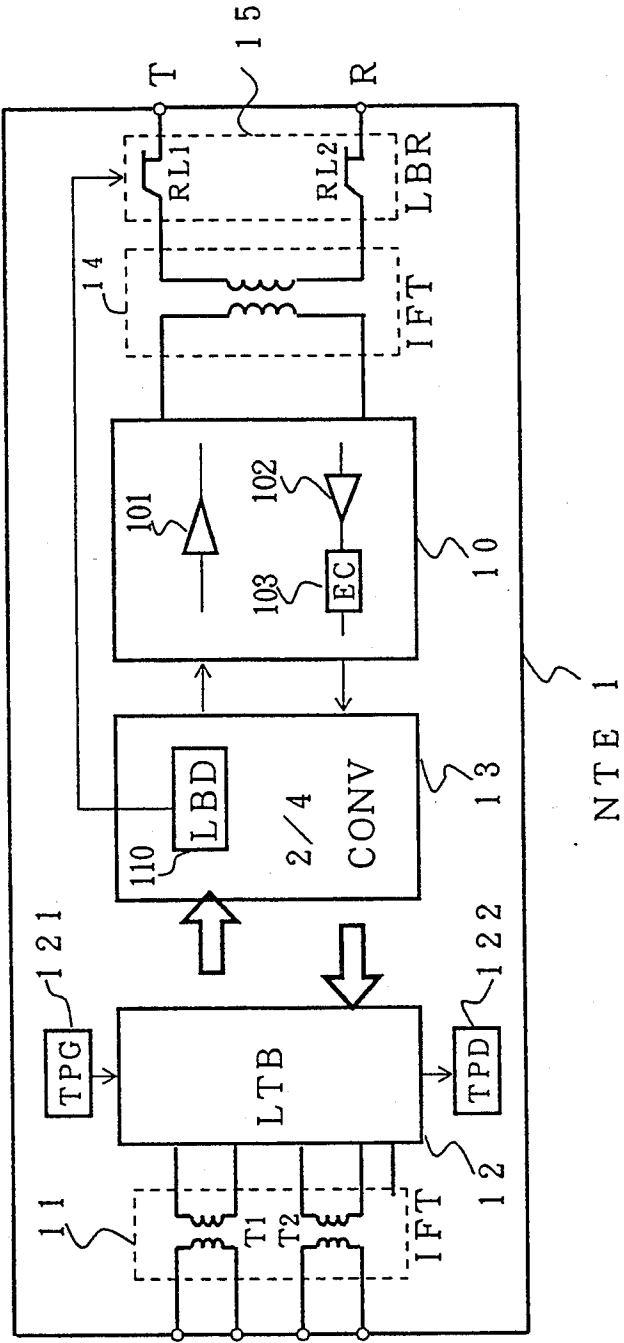 15
T
R
RL1
RL2
LBR
14
IFT
101
102
103
EC
10
LBD
110
2/4
CONV
13
121
TPG
LTB
TPD
122
12
11
T1
T2
IFT
NTE 1